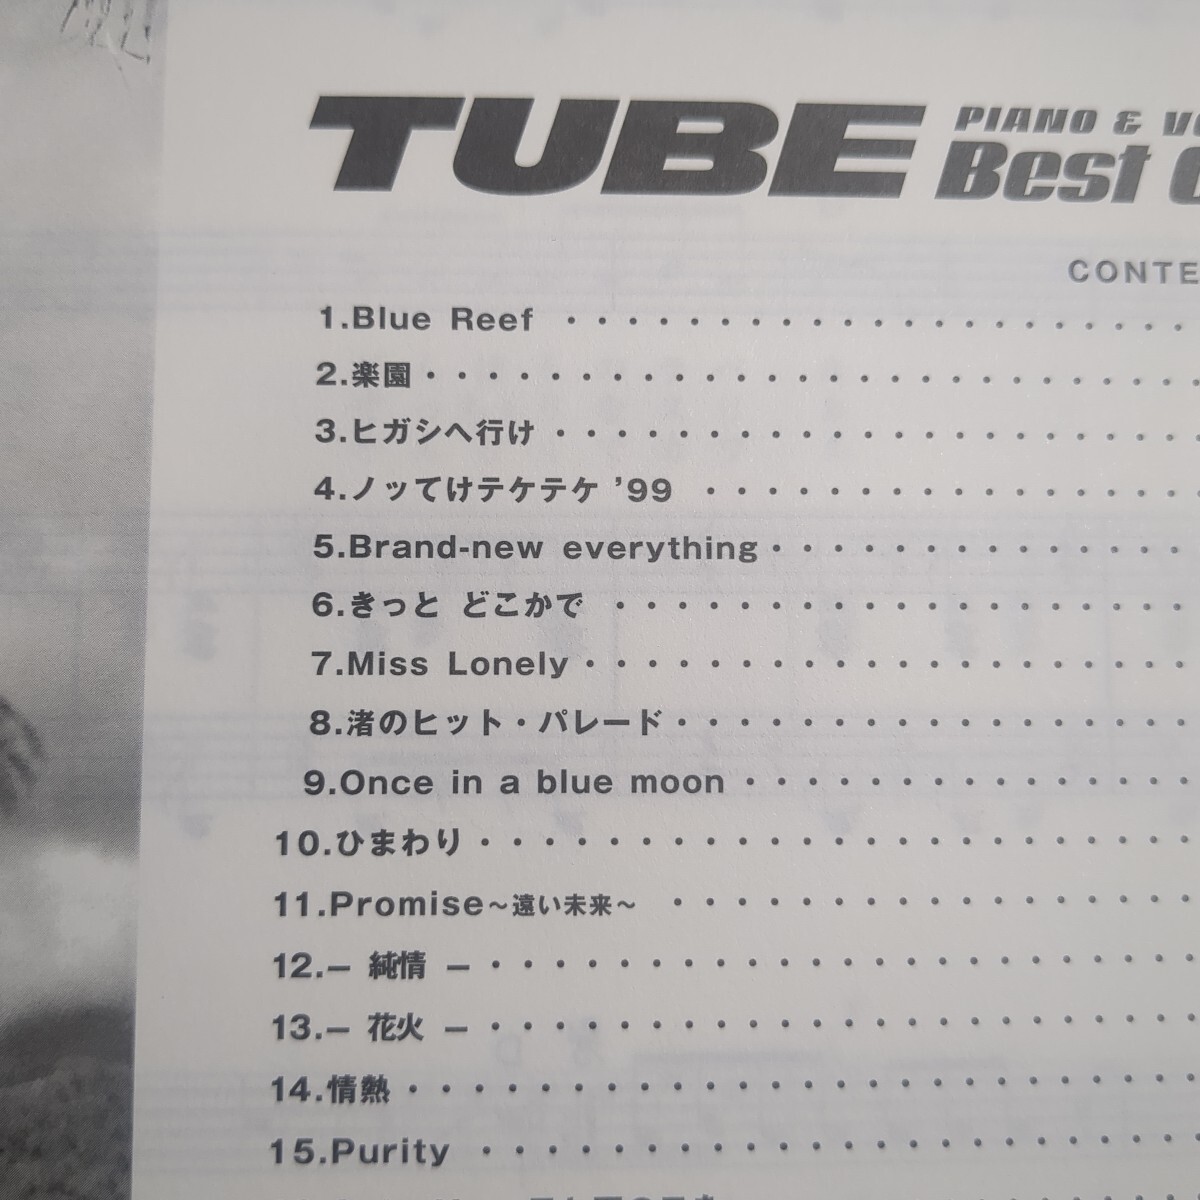 TUBE PIANO & 
Best
1.Blue Reef
2.楽園
3.ヒガシへ行け
4.ノッてけテケテケ '99
5.Brand-new everything
6.きっと どこかで
7.Miss Lonely
8.渚のヒット・パレード
9.Once in a blue moon
10.ひまわり
11.Promise～遠い未来～
12.— 純情 —
13.— 花火 —
14.情熱
15.Purity